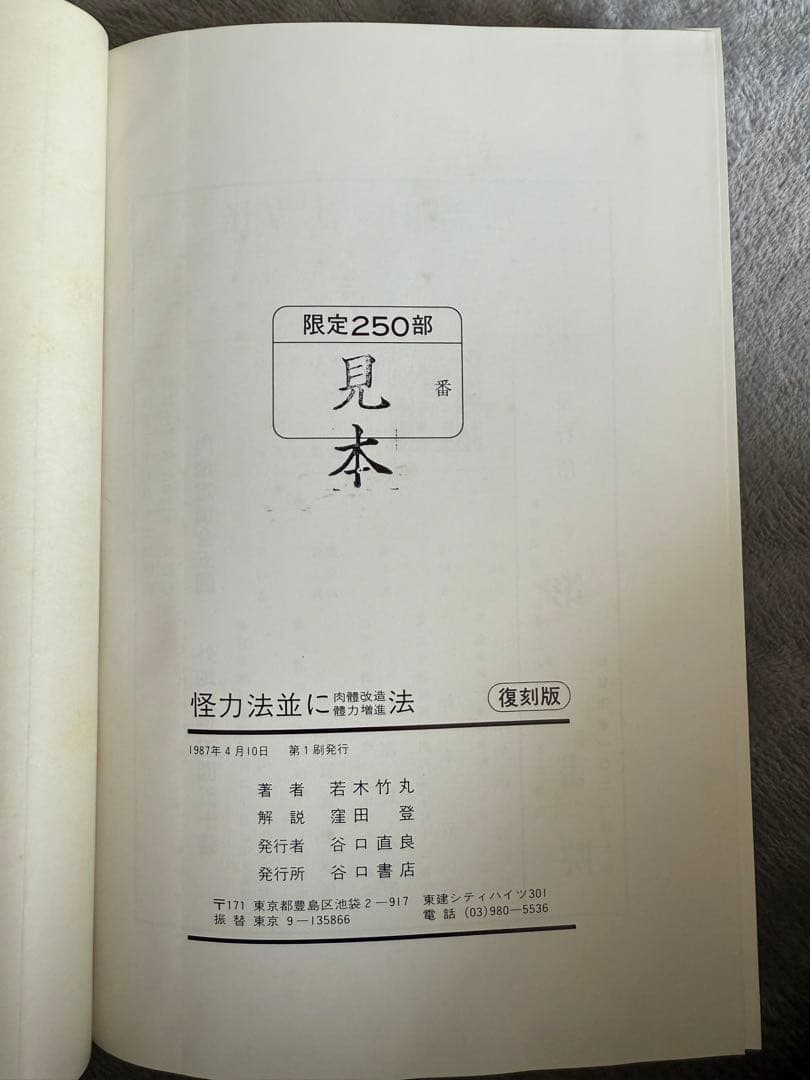 限定250部
見本
番
怪力法並に肉體改造體力増進法 復刻版
1987年4月10日 第1刷発行
著者 若木竹丸
解説 窪田登
発行者 谷口直良
発行所 谷口書店
〒171 東京都豊島区池袋2-917 東建シティハイツ301
振替 東京9-135866 電話(03)980-5536